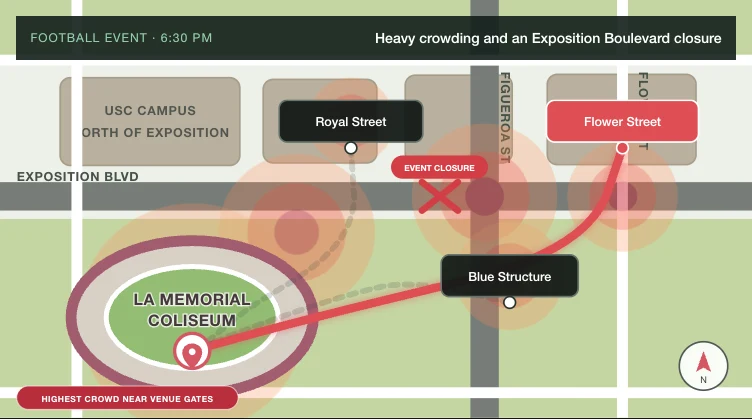 FOOTBALL EVENT · 6:30 PM
Heavy crowding and an Exposition Boulevard closure
USC CAMPUS
ORTH OF EXPOSITION
Royal Street
FIGUEROA ST
Flower Street
EVENT CLOSURE
EXPOSITION BLVD
Blue Structure
LA MEMORIAL
COLISEUM
HIGHEST CROWD NEAR VENUE GATES
N